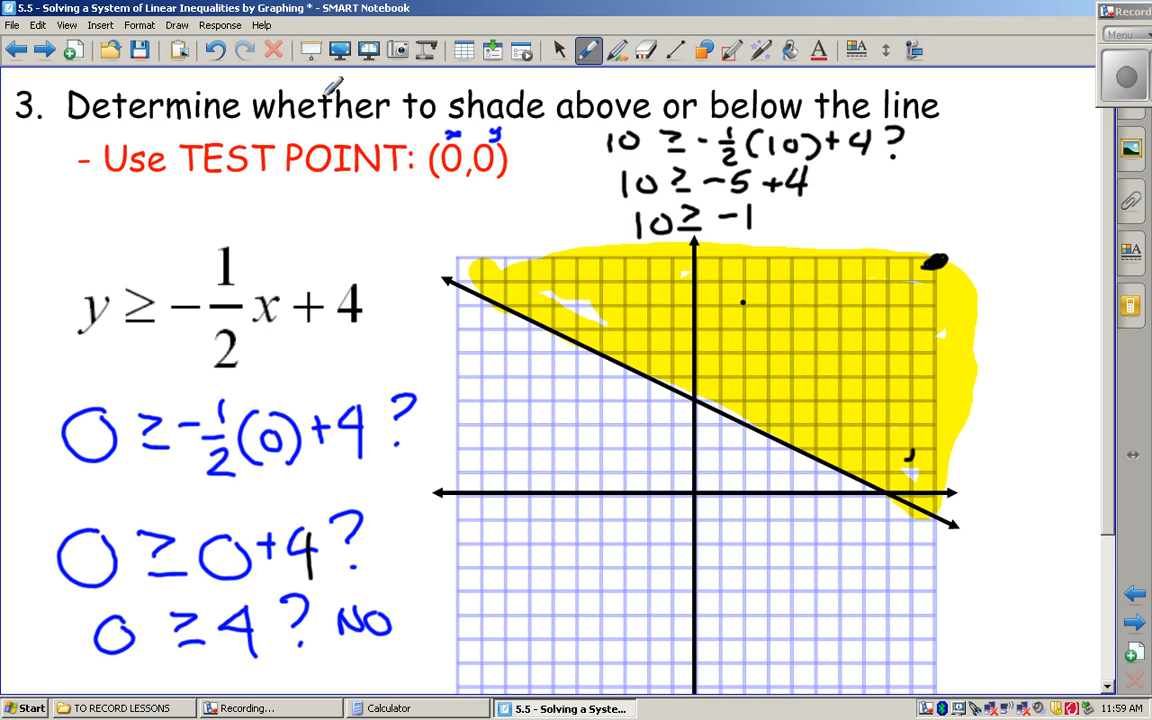 5.5 - Solving a System of Linear Inequalities by Graphing * - SMART Notebook
File Edit View Insert Format Draw Response Help
Record
Menu
3. Determine whether to shade above or below the line
- Use TEST POINT: (0,0)
x y
10 ≥ -1/2 (10) + 4 ?
10 ≥ -5 + 4
10 ≥ -1
y ≥ -1/2 x + 4
0 ≥ -1/2 (0) + 4 ?
0 ≥ 0 + 4 ?
0 ≥ 4 ? NO
Start TO RECORD LESSONS Recording... Calculator 5.5 - Solving a Syste... 11:59 AM